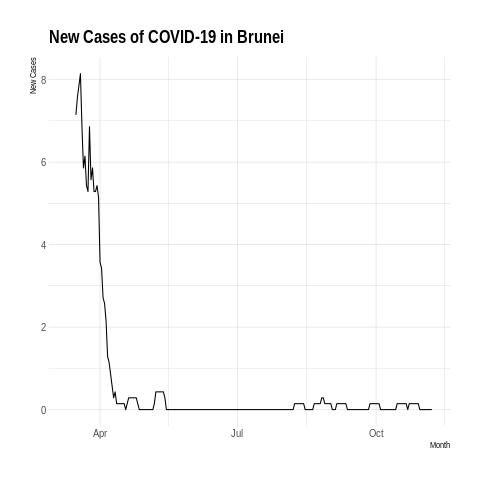 New Cases of COVID-19 in Brunei
New Cases
8
6
4
2
0
Apr
Jul
Oct
Month